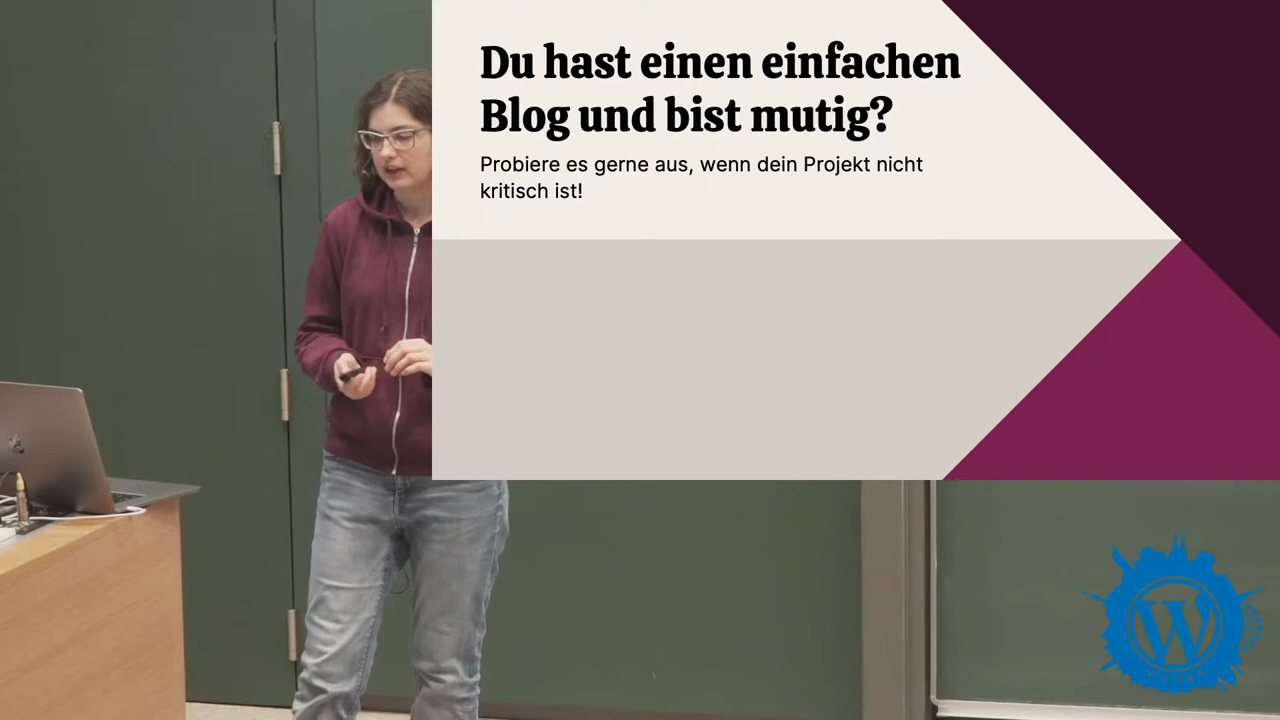 Du hast einen einfachen
Blog und bist mutig?
Probiere es gerne aus, wenn dein Projekt nicht
kritisch ist!